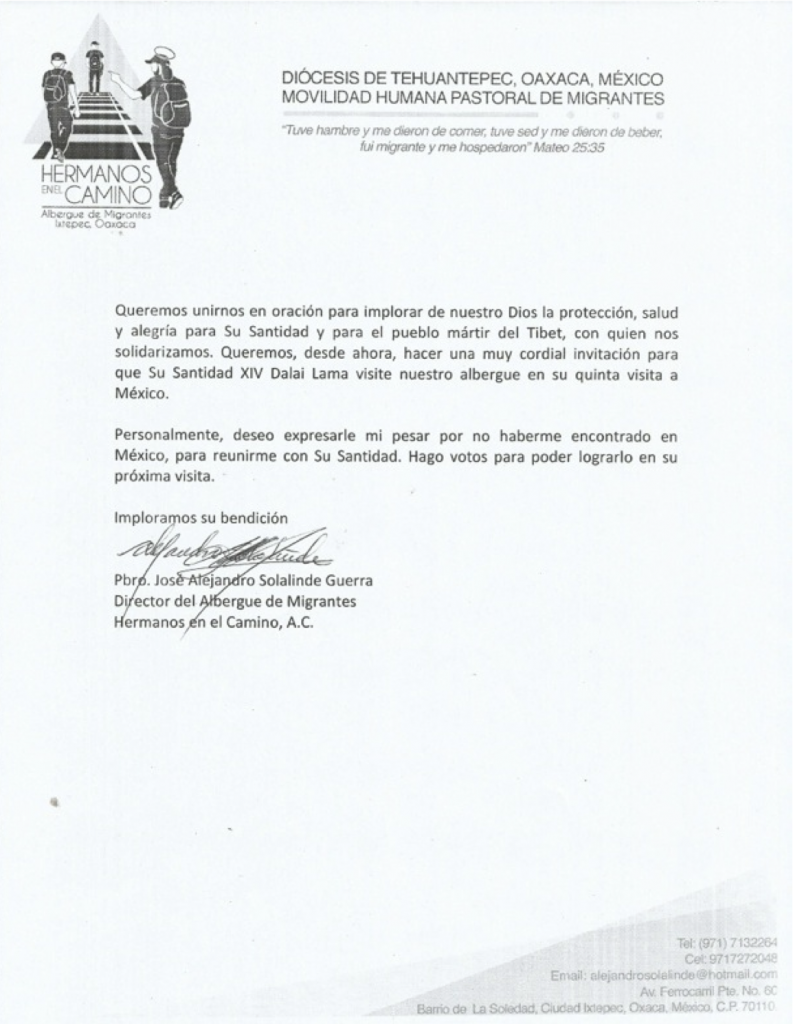 HERMANOS
EN EL CAMINO
Albergue de Migrantes
Ixtepec, Oaxaca
DIÓCESIS DE TEHUANTEPEC, OAXACA, MÉXICO
MOVILIDAD HUMANA PASTORAL DE MIGRANTES
"Tuve hambre y me dieron de comer, tuve sed y me dieron de beber,
fui migrante y me hospedaron" Mateo 25:35
Queremos unirnos en oración para implorar de nuestro Dios la protección, salud
y alegría para Su Santidad y para el pueblo mártir del Tibet, con quien nos
solidarizamos. Queremos, desde ahora, hacer una muy cordial invitación para
que Su Santidad XIV Dalai Lama visite nuestro albergue en su quinta visita a
México.
Personalmente, deseo expresarle mi pesar por no haberme encontrado en
México, para reunirme con Su Santidad. Hago votos para poder lograrlo en su
próxima visita.
Imploramos su bendición
Pbro. José Alejandro Solalinde Guerra
Director del Albergue de Migrantes
Hermanos en el Camino, A.C.
Tel: (971) 7132264
Cel: 9717272048
Email: alejandrosolalinde@hotmail.com
Av. Ferrocarril Pte. No. 60
Barrio de La Soledad, Ciudad Ixtepec, Oxaca, México, C.P. 70110